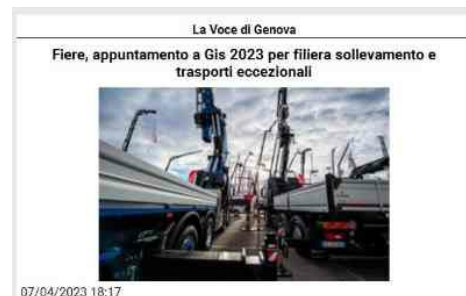 La Voce di Genova
Fiere, appuntamento a Gis 2023 per filiera sollevamento e
trasporti eccezionali
07/04/2023 18:17